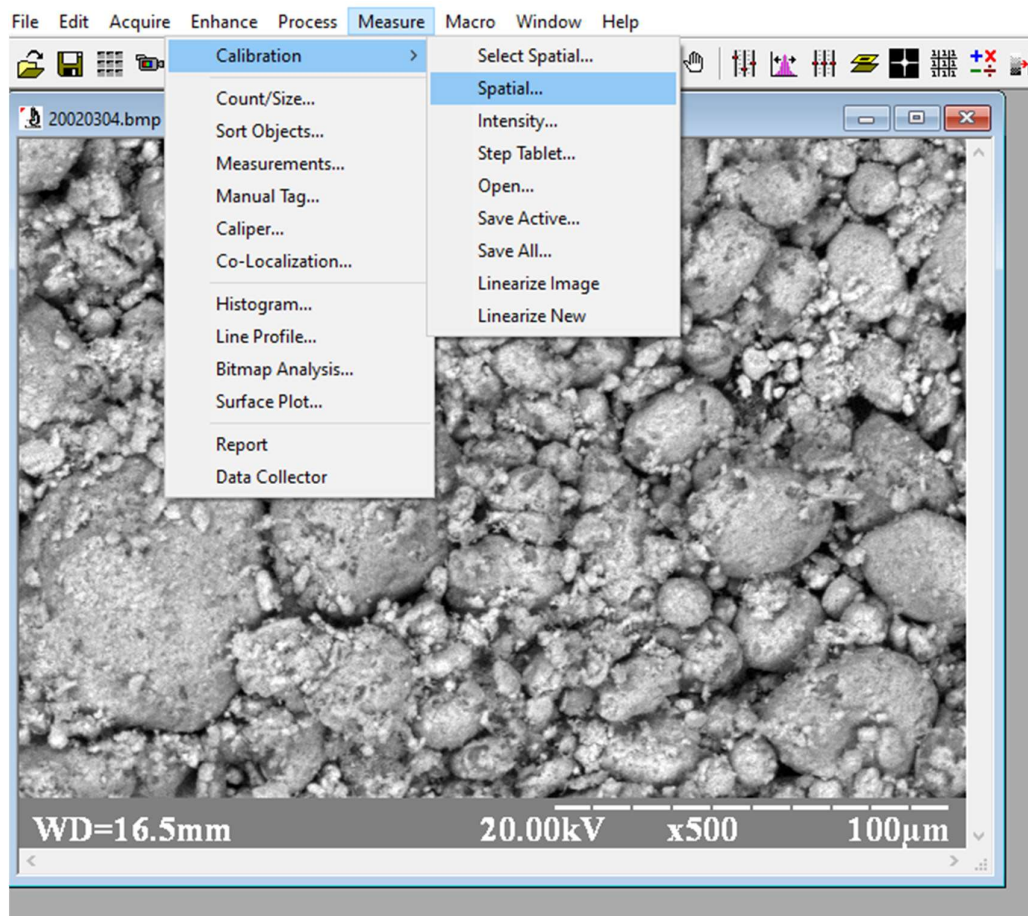 File Edit Acquire Enhance Process Measure Macro Window Help
Calibration >
Select Spatial...
Spatial...
Intensity...
Step Tablet...
Open...
Save Active...
Save All...
Linearize Image
Linearize New
20020304.bmp
Count/Size...
Sort Objects...
Measurements...
Manual Tag...
Caliper...
Co-Localization...
Histogram...
Line Profile...
Bitmap Analysis...
Surface Plot...
Report
Data Collector
WD=16.5mm 20.00kV x500 100µm